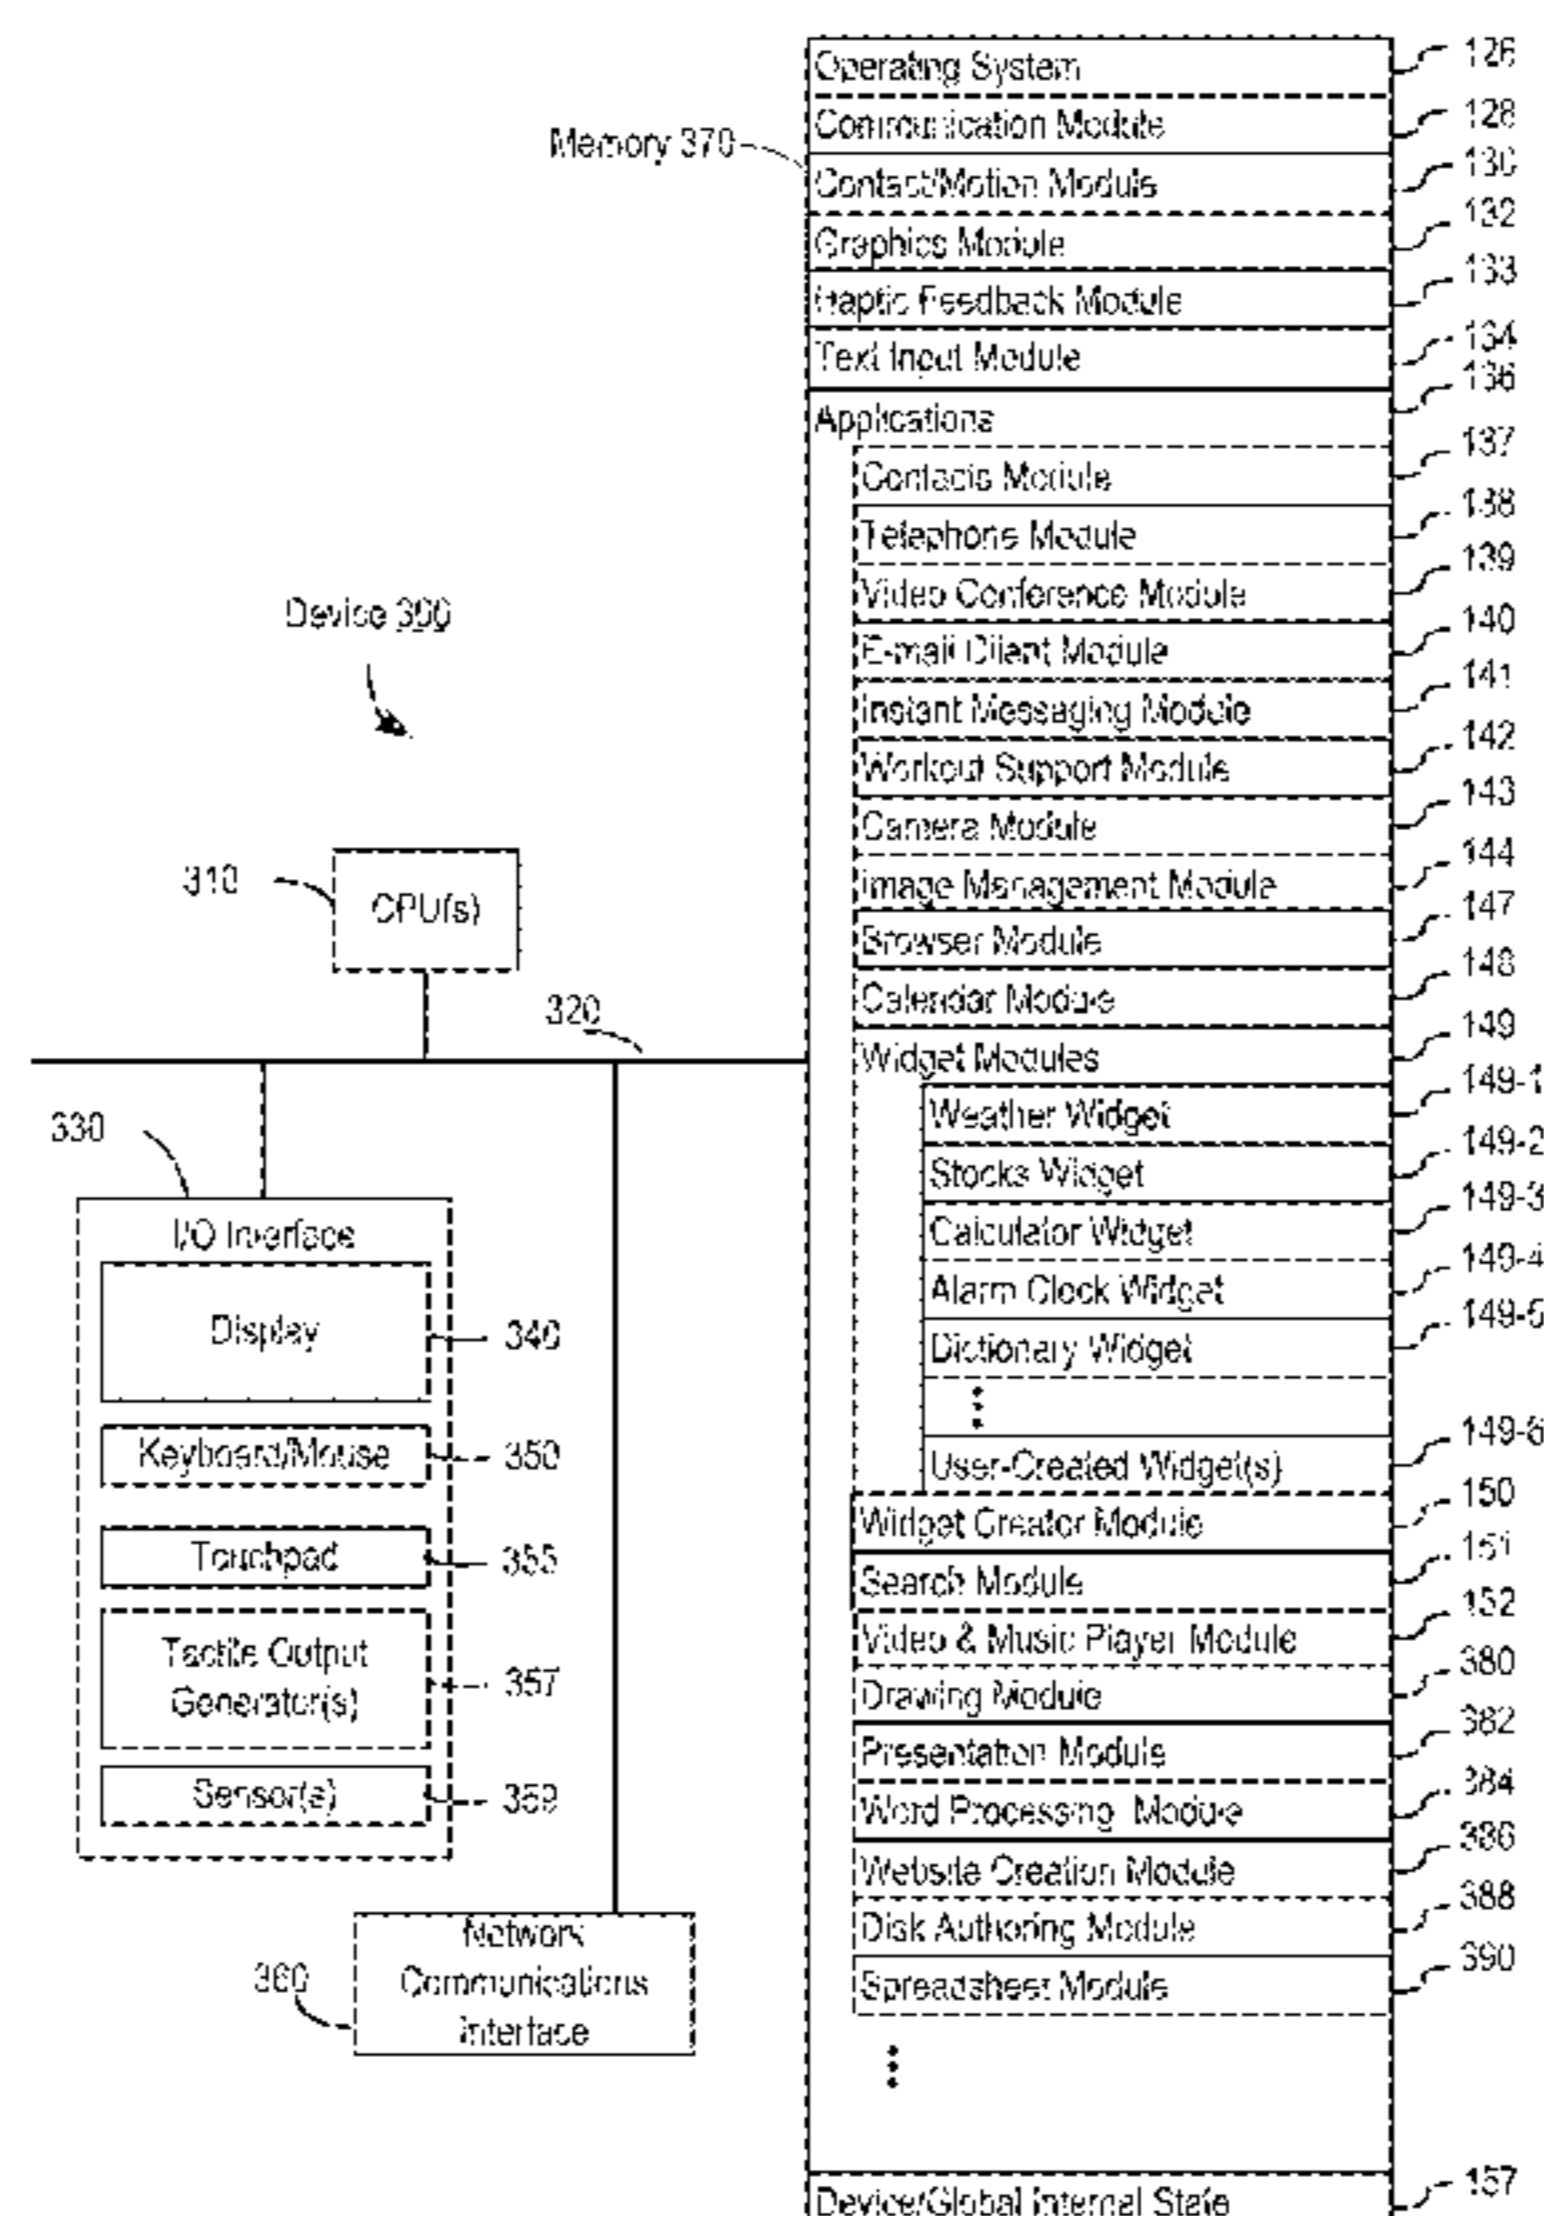 Operating System 126
Communication Module 128
Memory 370
Contact/Motion Module 130
Graphics Module 132
Haptic Feedback Module 133
Text Input Module 134
Applications 136
Contacts Module 137
Telephone Module 138
Video Conference Module 139
E-mail Client Module 140
Instant Messaging Module 141
Workout Support Module 142
Camera Module 143
Image Management Module 144
Browser Module 147
Calendar Module 148
Widget Modules 149
Weather Widget 149-1
Stocks Widget 149-2
Calculator Widget 149-3
Alarm Clock Widget 149-4
Dictionary Widget 149-5
User-Created Widget(s) 149-6
Widget Creator Module 150
Search Module 151
Video & Music Player Module 152
Drawing Module 380
Presentation Module 382
Word Processing Module 384
Website Creation Module 386
Disk Authoring Module 388
Spreadsheet Module 390
Device/Global Internal State 157
Device 300
310
CPU(s)
320
330
I/O Interface
Display 340
Keyboard/Mouse 350
Touchpad 355
Tactile Output
Generator(s) 357
Sensor(s) 359
360
Network
Communications
Interface